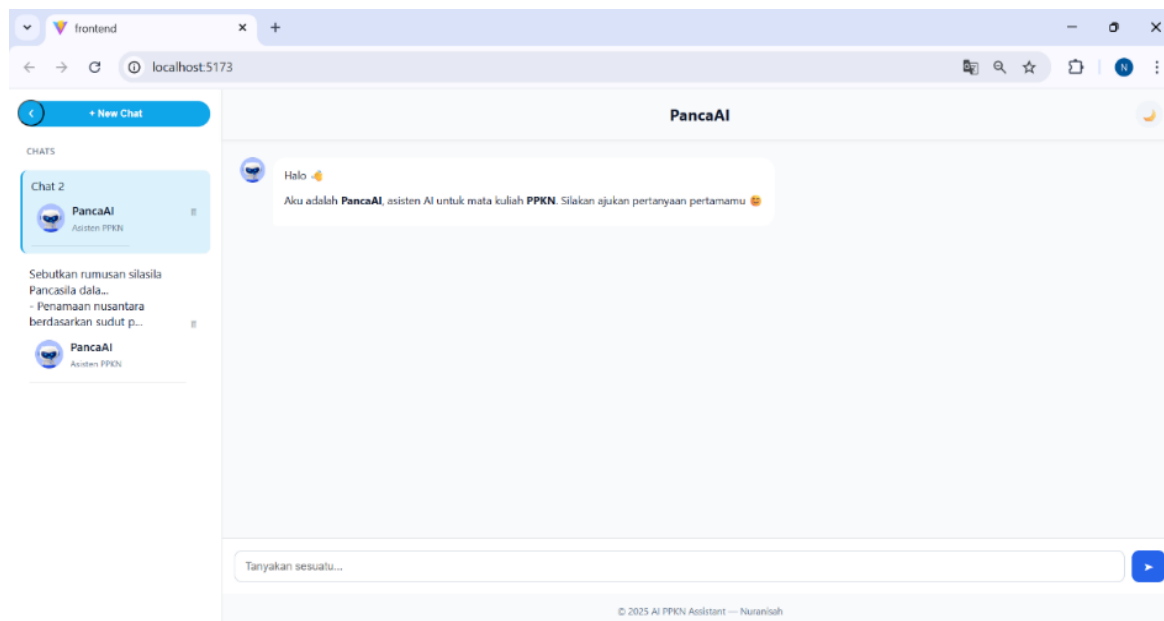 frontend
localhost:5173
N
+ New Chat
PancaAI
CHATS
Chat 2
PancaAI
Asisten PPKN
Sebutkan rumusan silasila
Pancasila dala...
- Penamaan nusantara
berdasarkan sudut p...
PancaAI
Asisten PPKN
Halo
Aku adalah PancaAI, asisten AI untuk mata kuliah PPKN. Silakan ajukan pertanyaan pertamamu
Tanyakan sesuatu...
© 2025 AI PPKN Assistant — Nuranisah